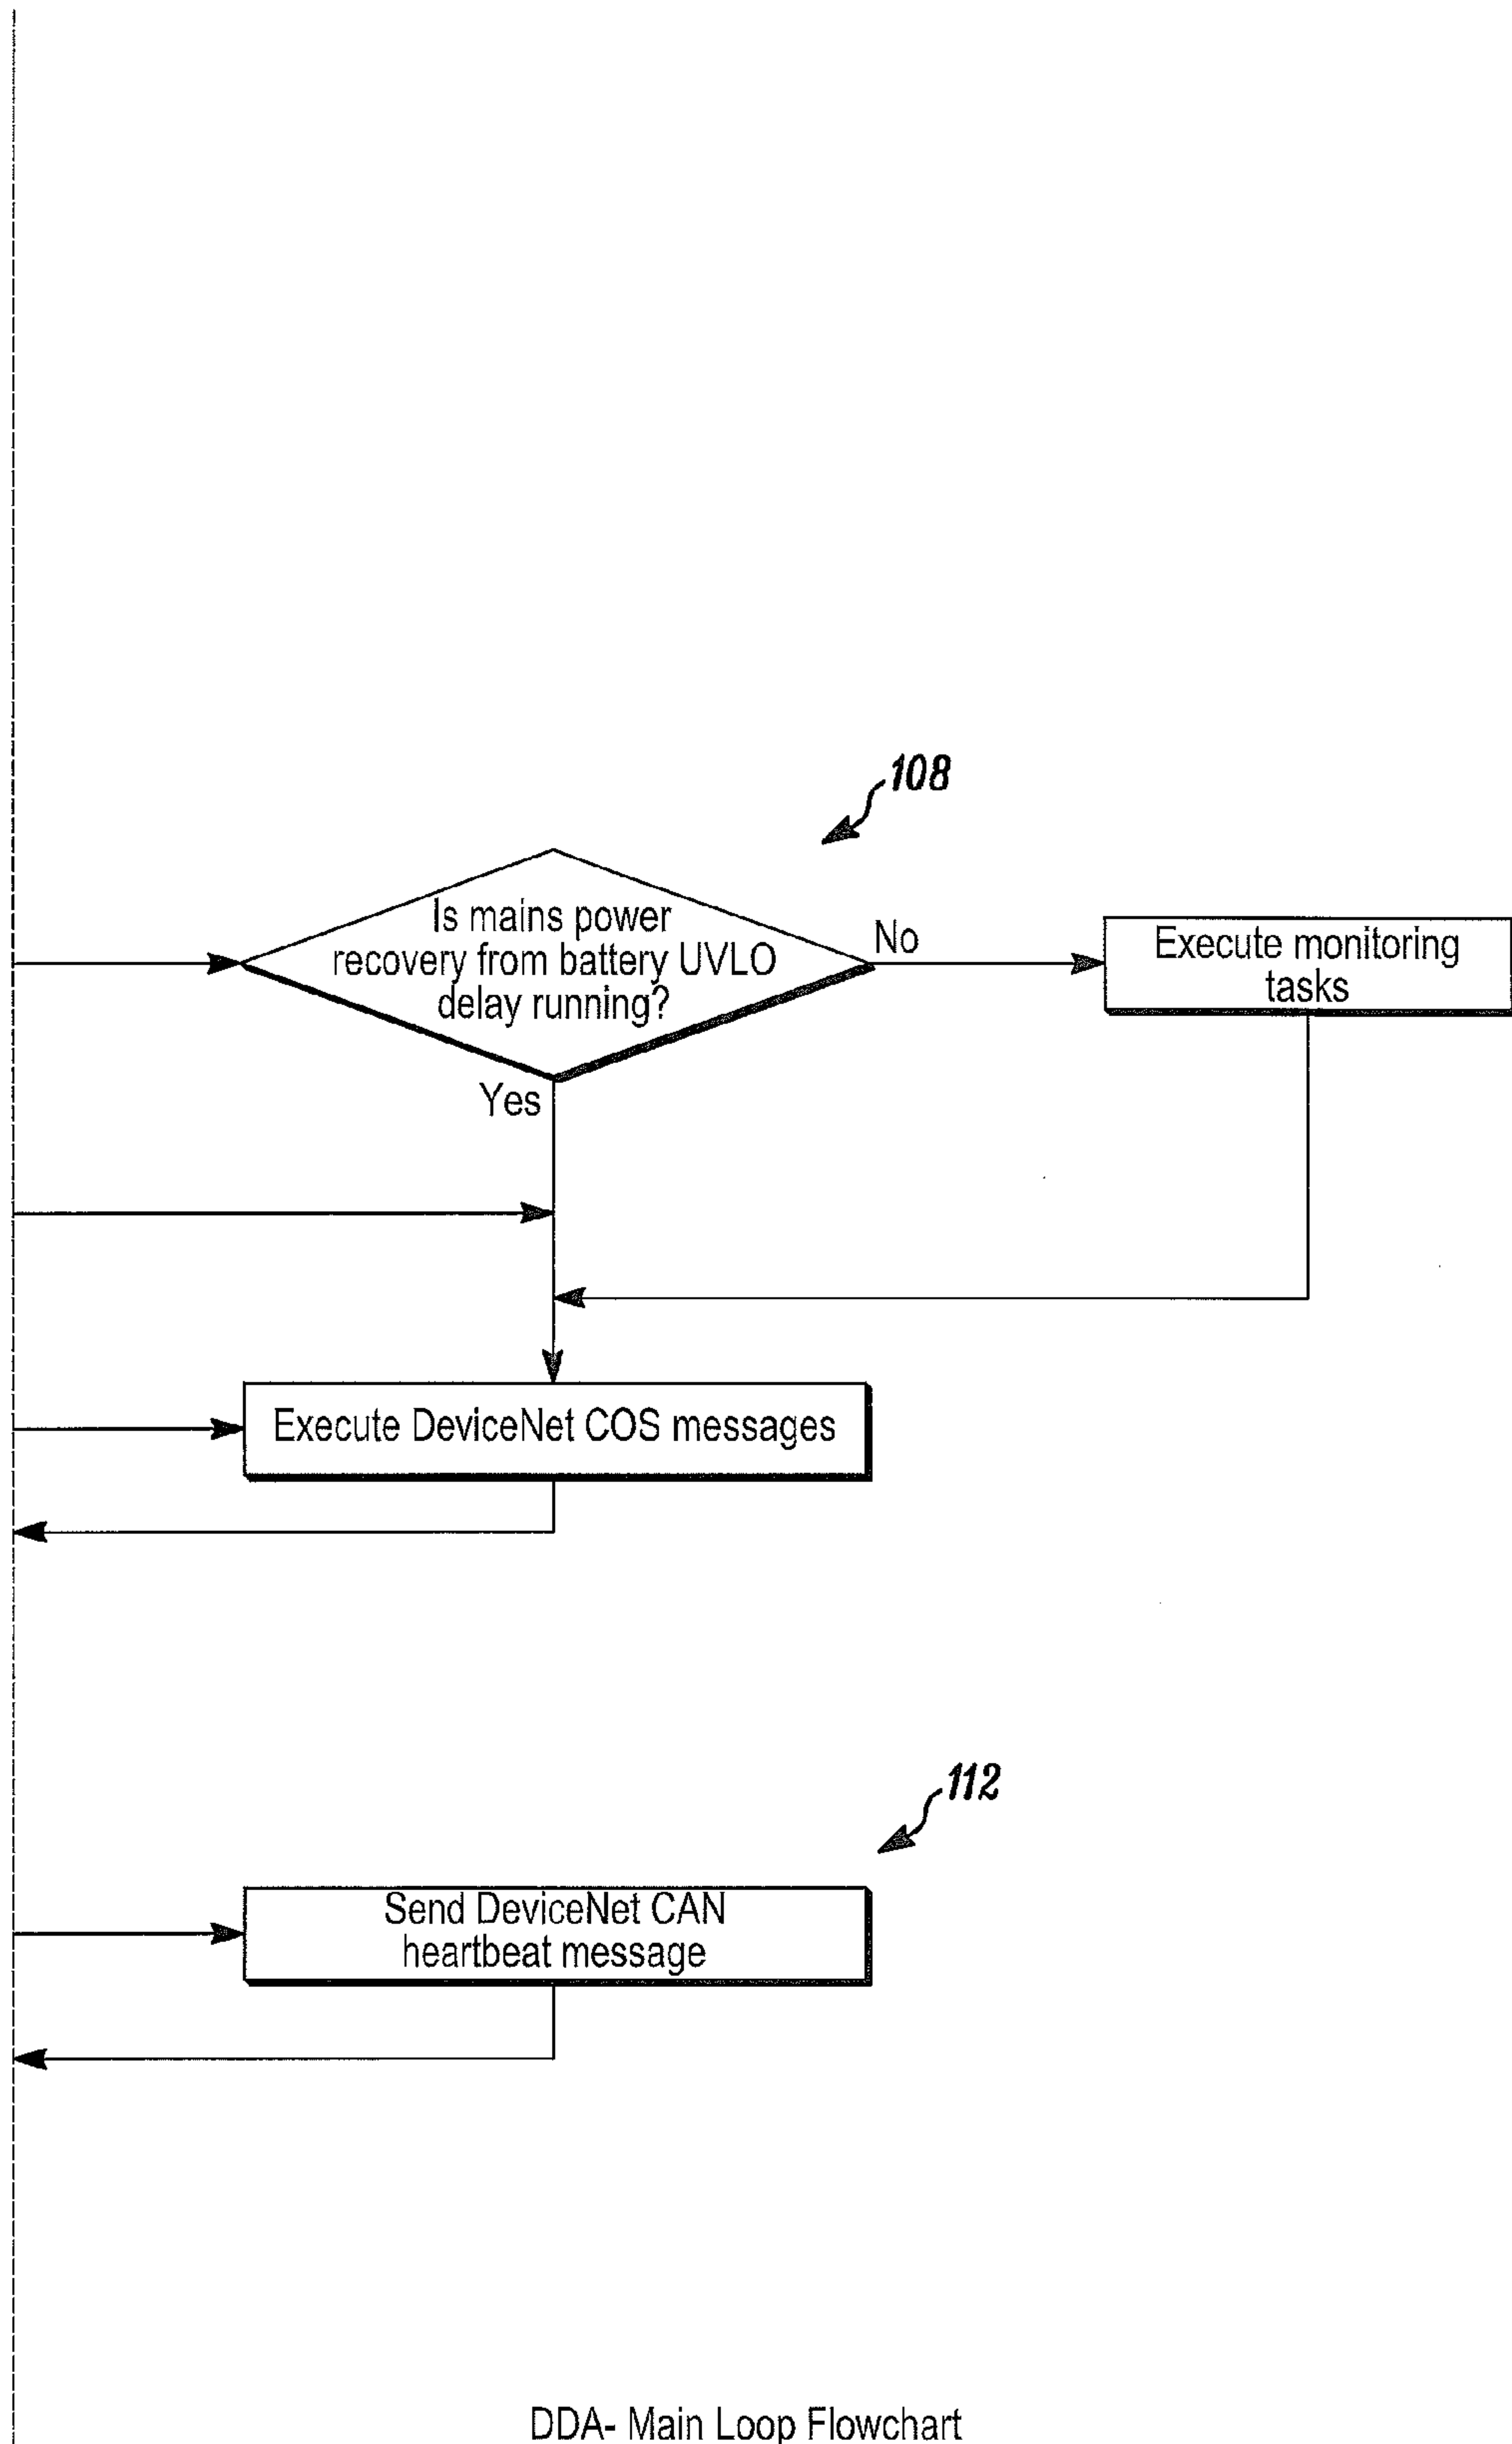 108
Is mains power
recovery from battery UVLO
delay running?
No
Execute monitoring
tasks
Yes
Execute DeviceNet COS messages
112
Send DeviceNet CAN
heartbeat message
DDA- Main Loop Flowchart